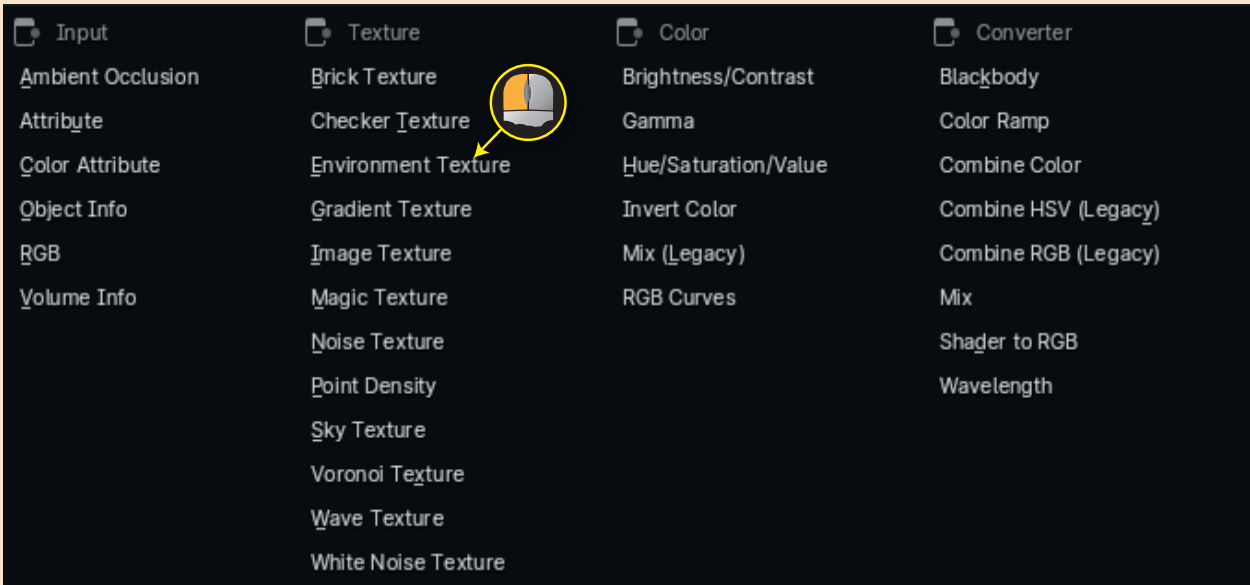 Input
Ambient Occlusion
Attribute
Color Attribute
Object Info
RGB
Volume Info
Texture
Brick Texture
Checker Texture
Environment Texture
Gradient Texture
Image Texture
Magic Texture
Noise Texture
Point Density
Sky Texture
Voronoi Texture
Wave Texture
White Noise Texture
Color
Brightness/Contrast
Gamma
Hue/Saturation/Value
Invert Color
Mix (Legacy)
RGB Curves
Converter
Blackbody
Color Ramp
Combine Color
Combine HSV (Legacy)
Combine RGB (Legacy)
Mix
Shader to RGB
Wavelength